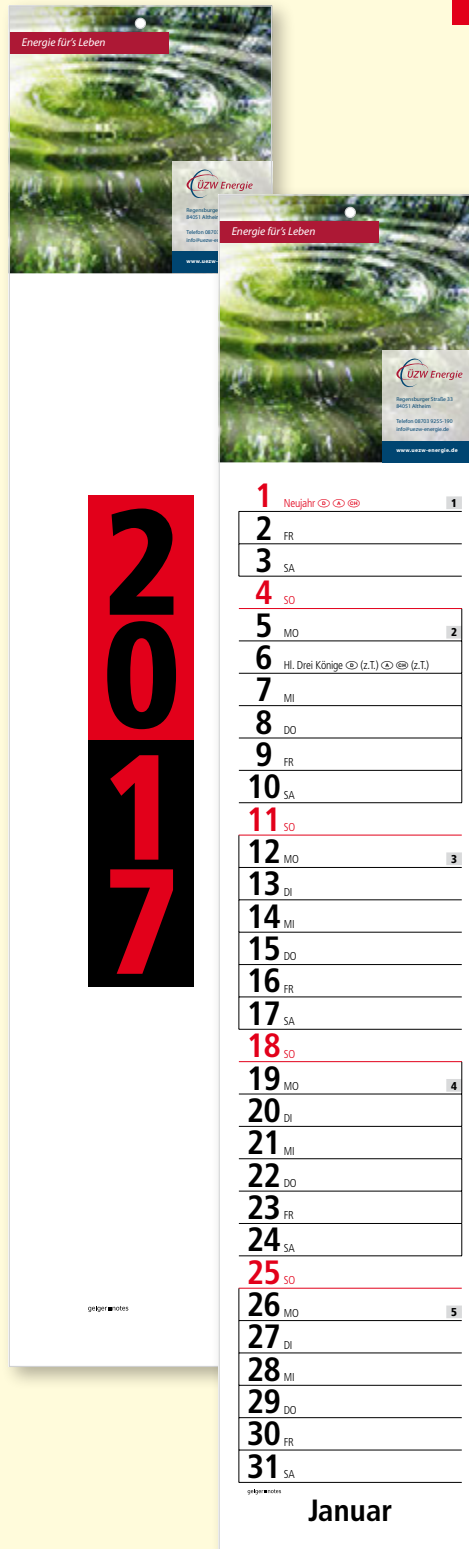 Energie für's Leben
ÜZW Energie
Regensburger
84051 Altheim
Telefon 0870
info@uezw-e
www.uezw-
2
0
1
7
geiger notes
Energie für's Leben
ÜZW Energie
Regensburger Straße 33
84051 Altheim
Telefon 08703 9255-190
info@uezw-energie.de
www.uezw-energie.de
1 Neujahr D A CH 1
2 FR
3 SA
4 SO
5 MO 2
6 Hl. Drei Könige D (z.T.) A CH (z.T.)
7 MI
8 DO
9 FR
10 SA
11 SO
12 MO 3
13 DI
14 MI
15 DO
16 FR
17 SA
18 SO
19 MO 4
20 DI
21 MI
22 DO
23 FR
24 SA
25 SO
26 MO 5
27 DI
28 MI
29 DO
30 FR
31 SA
geiger notes
Januar